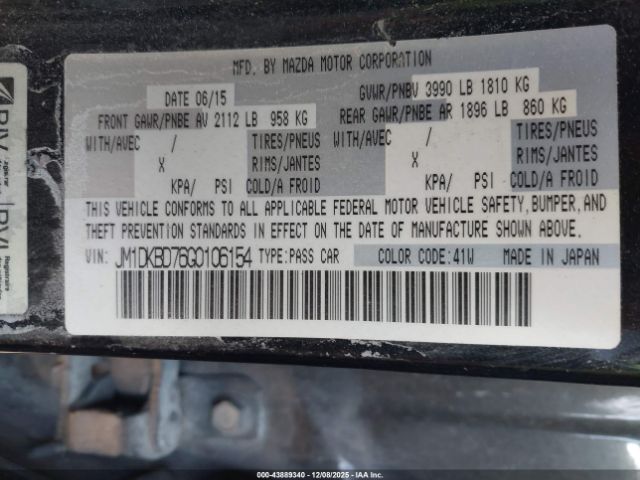 MFD. BY MAZDA MOTOR CORPORATION
DATE 06/15 GVWR/PNBV 3990 LB 1810 KG
FRONT GAWR/PNBE AV 2112 LB 958 KG REAR GAWR/PNBE AR 1896 LB 860 KG
WITH/AVEC / TIRES/PNEUS WITH/AVEC / TIRES/PNEUS
X RIMS/JANTES X RIMS/JANTES
KPA/ PSI COLD/A FROID KPA/ PSI COLD/A FROID
THIS VEHICLE CONFORMS TO ALL APPLICABLE FEDERAL MOTOR VEHICLE SAFETY, BUMPER, AND
THEFT PREVENTION STANDARDS IN EFFECT ON THE DATE OF MANUFACTURE SHOWN ABOVE.
VIN: JM1DKBD76G0106154 TYPE:PASS CAR COLOR CODE:41W MADE IN JAPAN
Registraire
000-43889340 - 12/08/2025 - IAAI.COM